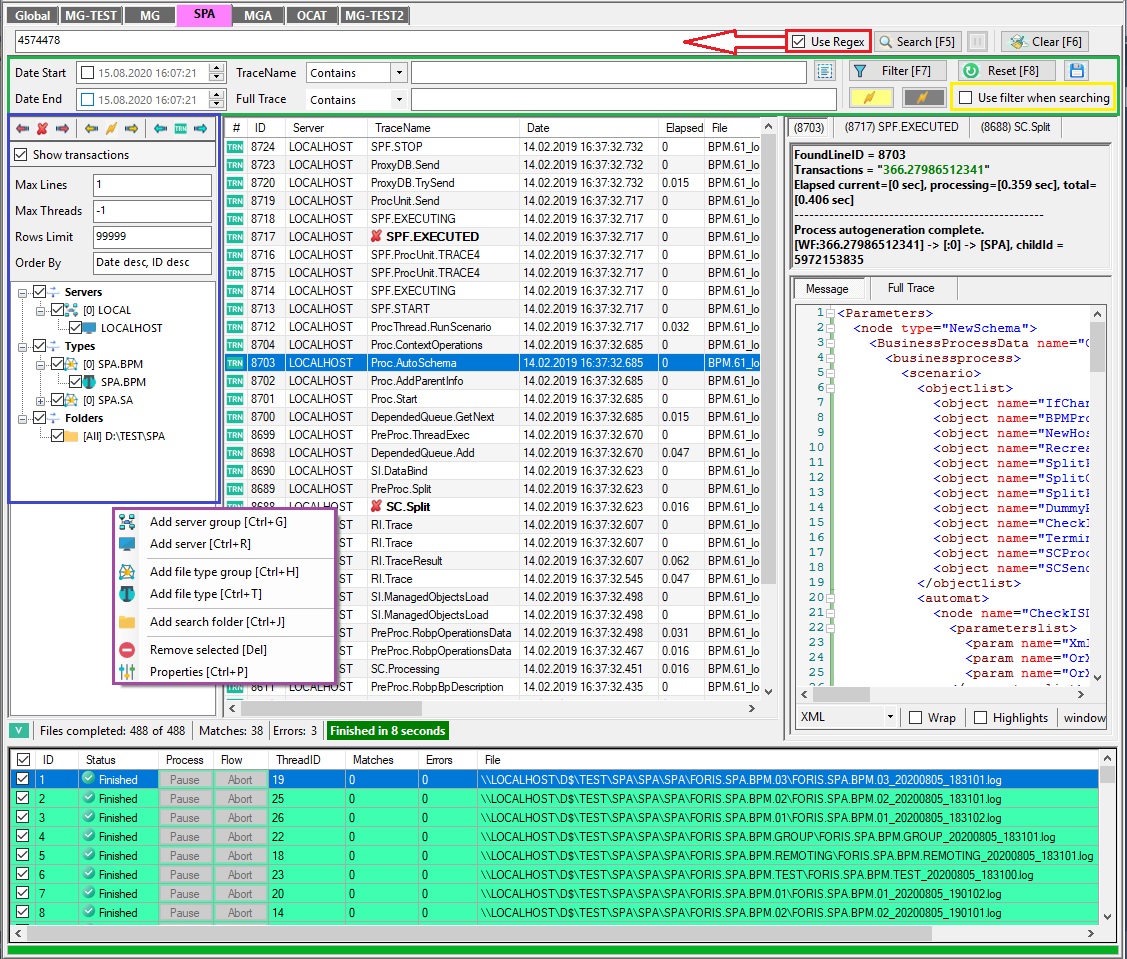 Global MG-TEST MG SPA MGA OCAT MG-TEST2
4574478 Use Regex Search [F5] Clear [F6]
Date Start 15.08.2020 16:07:21 TraceName Contains Filter [F7] Reset [F8]
Date End 15.08.2020 16:07:21 Full Trace Contains Use filter when searching
Show transactions
Max Lines 1
Max Threads -1
Rows Limit 99999
Order By Date desc, ID desc
Servers
[0] LOCAL
LOCALHOST
Types
[0] SPA.BPM
SPA.BPM
[0] SPA.SA
Folders
[All] D:\TEST\SPA
Add server group [Ctrl+G]
Add server [Ctrl+R]
Add file type group [Ctrl+H]
Add file type [Ctrl+T]
Add search folder [Ctrl+J]
Remove selected [Del]
Properties [Ctrl+P]
# ID Server TraceName Date Elapsed File
TRN 8724 LOCALHOST SPF.STOP 14.02.2019 16:37:32.732 0 BPM.61_lo
TRN 8723 LOCALHOST ProxyDB.Send 14.02.2019 16:37:32.732 0 BPM.61_lo
TRN 8720 LOCALHOST ProxyDB.TrySend 14.02.2019 16:37:32.732 0.015 BPM.61_lo
TRN 8719 LOCALHOST ProcUnit.Send 14.02.2019 16:37:32.717 0 BPM.61_lo
TRN 8718 LOCALHOST SPF.EXECUTING 14.02.2019 16:37:32.717 0 BPM.61_lo
TRN 8717 LOCALHOST SPF.EXECUTED 14.02.2019 16:37:32.717 0 BPM.61_lo
TRN 8716 LOCALHOST SPF.ProcUnit.TRACE4 14.02.2019 16:37:32.717 0 BPM.61_lo
TRN 8715 LOCALHOST SPF.ProcUnit.TRACE4 14.02.2019 16:37:32.717 0 BPM.61_lo
TRN 8714 LOCALHOST SPF.EXECUTING 14.02.2019 16:37:32.717 0 BPM.61_lo
TRN 8713 LOCALHOST SPF.START 14.02.2019 16:37:32.717 0 BPM.61_lo
TRN 8712 LOCALHOST ProcThread.RunScenario 14.02.2019 16:37:32.717 0.032 BPM.61_lo
TRN 8704 LOCALHOST Proc.ContextOperations 14.02.2019 16:37:32.685 0 BPM.61_lo
TRN 8703 LOCALHOST Proc.AutoSchema 14.02.2019 16:37:32.685 0 BPM.61_lo
TRN 8702 LOCALHOST Proc.AddParentInfo 14.02.2019 16:37:32.685 0 BPM.61_lo
TRN 8701 LOCALHOST Proc.Start 14.02.2019 16:37:32.685 0 BPM.61_lo
TRN 8700 LOCALHOST DependedQueue.GetNext 14.02.2019 16:37:32.685 0.015 BPM.61_lo
TRN 8699 LOCALHOST PreProc.ThreadExec 14.02.2019 16:37:32.670 0 BPM.61_lo
TRN 8698 LOCALHOST DependedQueue.Add 14.02.2019 16:37:32.670 0.047 BPM.61_lo
TRN 8690 LOCALHOST SI.DataBind 14.02.2019 16:37:32.623 0 BPM.61_lo
TRN 8689 LOCALHOST PreProc.Split 14.02.2019 16:37:32.623 0 BPM.61_lo
TRN 8688 LOCALHOST SC.Split 14.02.2019 16:37:32.623 0.016 BPM.61_lo
LOCALHOST RI.Trace 14.02.2019 16:37:32.607 0 BPM.61_lo
LOCALHOST RI.Trace 14.02.2019 16:37:32.607 0 BPM.61_lo
LOCALHOST RI.TraceResult 14.02.2019 16:37:32.607 0.062 BPM.61_lo
LOCALHOST RI.Trace 14.02.2019 16:37:32.545 0.047 BPM.61_lo
LOCALHOST SI.ManagedObjectsLoad 14.02.2019 16:37:32.498 0 BPM.61_lo
LOCALHOST SI.ManagedObjectsLoad 14.02.2019 16:37:32.498 0 BPM.61_lo
LOCALHOST PreProc.RobpOperationsData 14.02.2019 16:37:32.498 0.031 BPM.61_lo
LOCALHOST PreProc.RobpOperationsData 14.02.2019 16:37:32.467 0.016 BPM.61_lo
LOCALHOST SC.Processing 14.02.2019 16:37:32.451 0.016 BPM.61_lo
TRN 8611 LOCALHOST PreProc.RobpBpDescription 14.02.2019 16:37:32.435 0 BPM.61_lo
(8703) (8717) SPF.EXECUTED (8688) SC.Split
FoundLineID = 8703
Transactions = "366.27986512341"
Elapsed current=[0 sec], processing=[0.359 sec], total=
[0.406 sec]
---------------------------------------------------
Process autogeneration complete.
[WF:366.27986512341] -> [:0] -> [SPA], childId =
5972153835
Message Full Trace
1 <Parameters>
2 <node type="NewSchema">
3 <BusinessProcessData name="C
4 <businessprocess>
5 <scenario>
6 <objectlist>
7 <object name="IfChar
8 <object name="BPMPro
9 <object name="NewHos
10 <object name="Recrea
11 <object name="SplitF
12 <object name="SplitC
13 <object name="SplitF
14 <object name="DummyF
15 <object name="CheckI
16 <object name="Termin
17 <object name="SCProc
18 <object name="SCSend
19 </objectlist>
20 <automat>
21 <node name="CheckISI
22 <parameterslist>
23 <param name="Xml
24 <param name="OrX
25 <param name="OrX
XML Wrap Highlights window
V Files completed: 488 of 488 Matches: 38 Errors: 3 Finished in 8 seconds
ID Status Process Flow ThreadID Matches Errors File
1 Finished Pause Abort 19 0 0 \\LOCALHOST\D$\TEST\SPA\SPA\SPA\FORIS.SPA.BPM.03\FORIS.SPA.BPM.03_20200805_183101.log
2 Finished Pause Abort 25 0 0 \\LOCALHOST\D$\TEST\SPA\SPA\SPA\FORIS.SPA.BPM.02\FORIS.SPA.BPM.02_20200805_183101.log
3 Finished Pause Abort 26 0 0 \\LOCALHOST\D$\TEST\SPA\SPA\SPA\FORIS.SPA.BPM.01\FORIS.SPA.BPM.01_20200805_183102.log
4 Finished Pause Abort 22 0 0 \\LOCALHOST\D$\TEST\SPA\SPA\SPA\FORIS.SPA.BPM.GROUP\FORIS.SPA.BPM.GROUP_20200805_183101.log
5 Finished Pause Abort 18 0 0 \\LOCALHOST\D$\TEST\SPA\SPA\SPA\FORIS.SPA.BPM.REMOTING\FORIS.SPA.BPM.REMOTING_20200805_183101.log
6 Finished Pause Abort 23 0 0 \\LOCALHOST\D$\TEST\SPA\SPA\SPA\FORIS.SPA.BPM.TEST\FORIS.SPA.BPM.TEST_20200805_183100.log
7 Finished Pause Abort 20 0 0 \\LOCALHOST\D$\TEST\SPA\SPA\SPA\FORIS.SPA.BPM.01\FORIS.SPA.BPM.01_20200805_190102.log
8 Finished Pause Abort 14 0 0 \\LOCALHOST\D$\TEST\SPA\SPA\SPA\FORIS.SPA.BPM.02\FORIS.SPA.BPM.02_20200805_190101.log